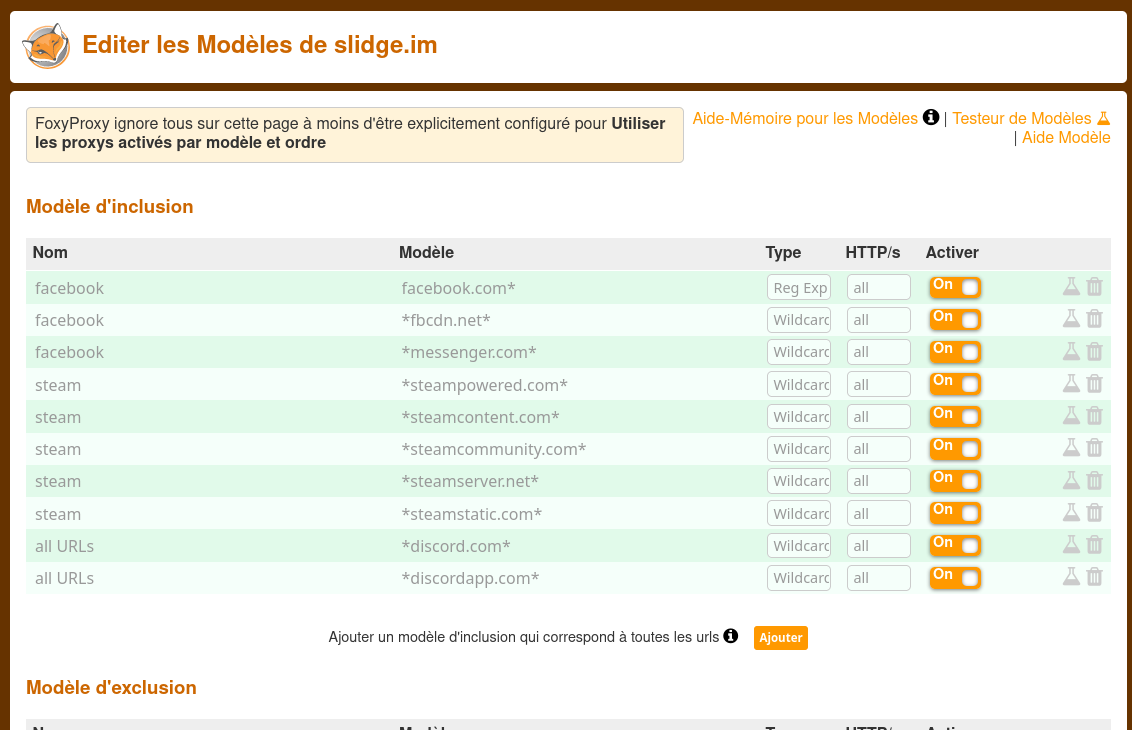 Editer les Modèles de slidge.im
FoxyProxy ignore tous sur cette page à moins d'être explicitement configuré pour Utiliser
les proxys activés par modèle et ordre
Aide-Mémoire pour les Modèles | Testeur de Modèles
| Aide Modèle
Modèle d'inclusion
Nom Modèle Type HTTP/s Activer
facebook facebook.com* Reg Exp all On
facebook *fbcdn.net* Wildcard all On
facebook *messenger.com* Wildcard all On
steam *steampowered.com* Wildcard all On
steam *steamcontent.com* Wildcard all On
steam *steamcommunity.com* Wildcard all On
steam *steamserver.net* Wildcard all On
steam *steamstatic.com* Wildcard all On
all URLs *discord.com* Wildcard all On
all URLs *discordapp.com* Wildcard all On
Ajouter un modèle d'inclusion qui correspond à toutes les urls Ajouter
Modèle d'exclusion
Nom Modèle Type HTTP/s Activer